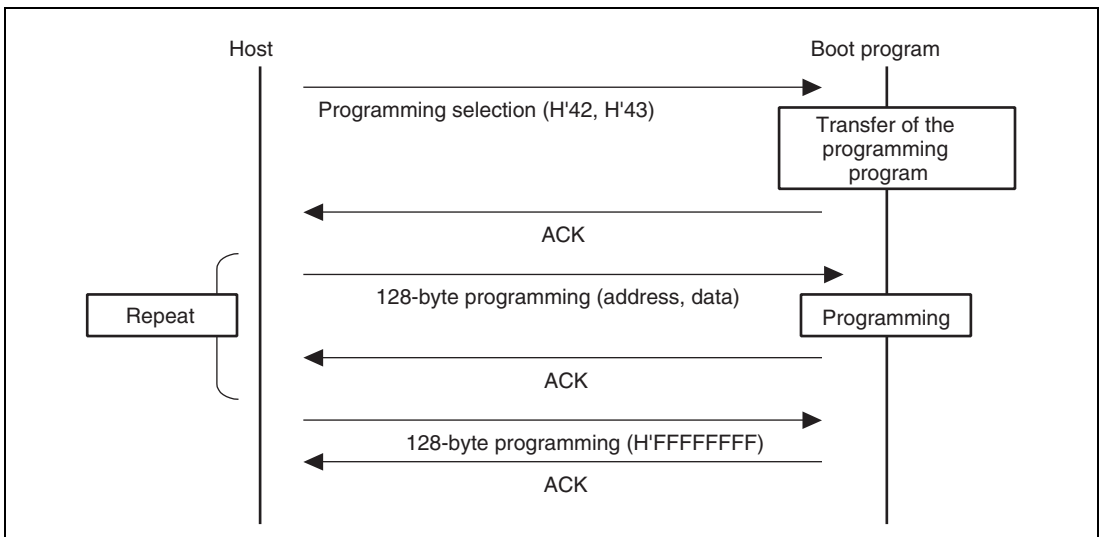 Host
Boot program
Programming selection (H'42, H'43)
Transfer of the
programming
program
ACK
128-byte programming (address, data)
Repeat
Programming
ACK
128-byte programming (H'FFFFFFFF)
ACK